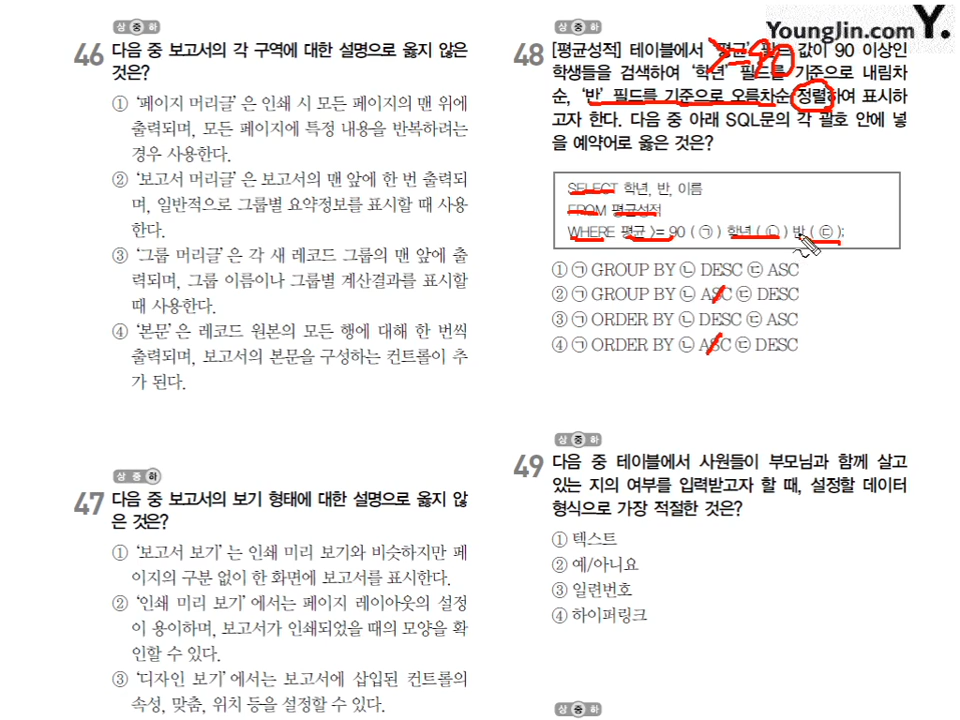 YoungJin.com Y.
상 중 하
46 다음 중 보고서의 각 구역에 대한 설명으로 옳지 않은
것은?
① ‘페이지 머리글’은 인쇄 시 모든 페이지의 맨 위에
출력되며, 모든 페이지에 특정 내용을 반복하려는
경우 사용한다.
② ‘보고서 머리글’은 보고서의 맨 앞에 한 번 출력되
며, 일반적으로 그룹별 요약정보를 표시할 때 사용
한다.
③ ‘그룹 머리글’은 각 새 레코드 그룹의 맨 앞에 출
력되며, 그룹 이름이나 그룹별 계산결과를 표시할
때 사용한다.
④ ‘본문’은 레코드 원본의 모든 행에 대해 한 번씩
출력되며, 보고서의 본문을 구성하는 컨트롤이 추
가 된다.
상 중 하
47 다음 중 보고서의 보기 형태에 대한 설명으로 옳지 않
은 것은?
① ‘보고서 보기’는 인쇄 미리 보기와 비슷하지만 페
이지의 구분 없이 한 화면에 보고서를 표시한다.
② ‘인쇄 미리 보기’에서는 페이지 레이아웃의 설정
이 용이하며, 보고서가 인쇄되었을 때의 모양을 확
인할 수 있다.
③ ‘디자인 보기’에서는 보고서에 삽입된 컨트롤의
속성, 맞춤, 위치 등을 설정할 수 있다.
상 중 하
48 [평균성적] 테이블에서 ‘평균’ 필드 값이 90 이상인
>=90
학생들을 검색하여 ‘학년’ 필드를 기준으로 내림차
순, ‘반’ 필드를 기준으로 오름차순 정렬하여 표시하
고자 한다. 다음 중 아래 SQL문의 각 괄호 안에 넣
을 예약어로 옳은 것은?
SELECT 학년, 반, 이름
FROM 평균성적
WHERE 평균 >= 90 ( ㉠ ) 학년 ( ㉡ ) 반 ( ㉢ );
① ㉠ GROUP BY ㉡ DESC ㉢ ASC
② ㉠ GROUP BY ㉡ ASC ㉢ DESC
③ ㉠ ORDER BY ㉡ DESC ㉢ ASC
④ ㉠ ORDER BY ㉡ ASC ㉢ DESC
상 중 하
49 다음 중 테이블에서 사원들이 부모님과 함께 살고
있는 지의 여부를 입력받고자 할 때, 설정할 데이터
형식으로 가장 적절한 것은?
① 텍스트
② 예/아니요
③ 일련번호
④ 하이퍼링크
상 중 하